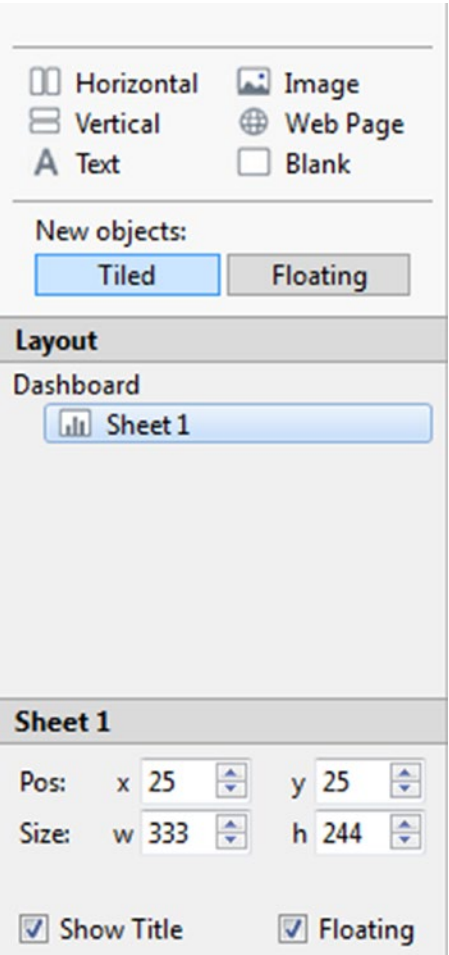 Horizontal Image
Vertical Web Page
Text Blank
New objects:
Tiled Floating
Layout
Dashboard
Sheet 1
Sheet 1
Pos: x 25 y 25
Size: w 333 h 244
Show Title Floating